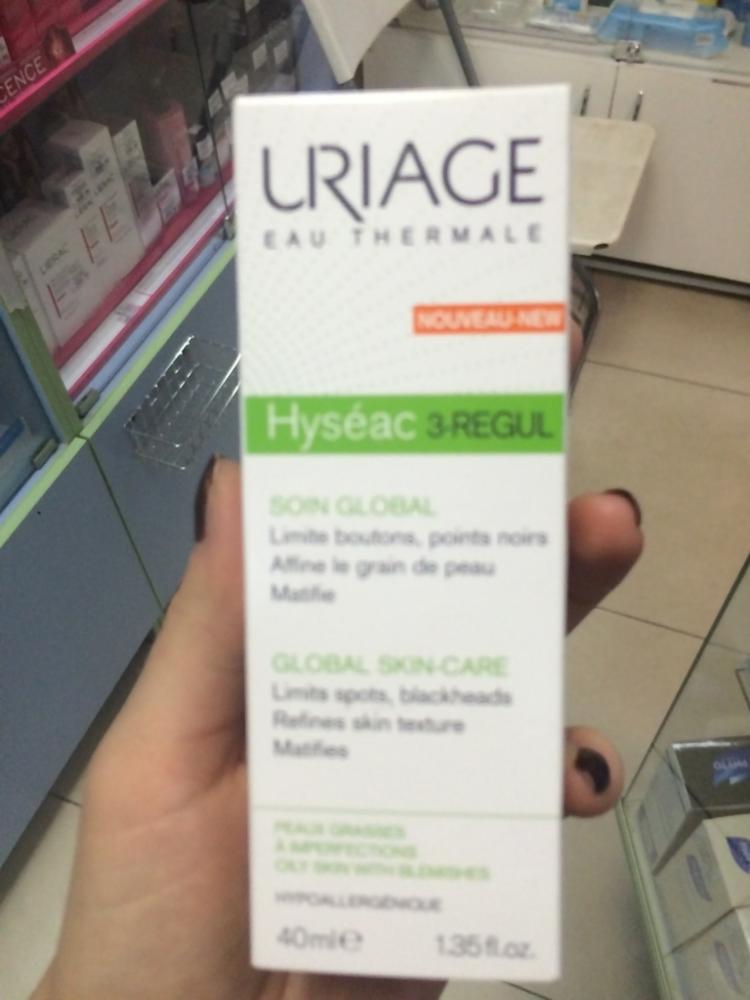 URIAGE
EAU THERMALE
NOUVEAU-NEW
Hyséac 3-REGUL
SOIN GLOBAL
Limite boutons, points noirs
Affine le grain de peau
Matifie
GLOBAL SKIN-CARE
Limits spots, blackheads
Refines skin texture
Matifies
PEAUX GRASSES
À IMPERFECTIONS
OILY SKIN WITH BLEMISHES
HYPOALLERGÉNIQUE
40ml℮ 1.35 fl.oz.